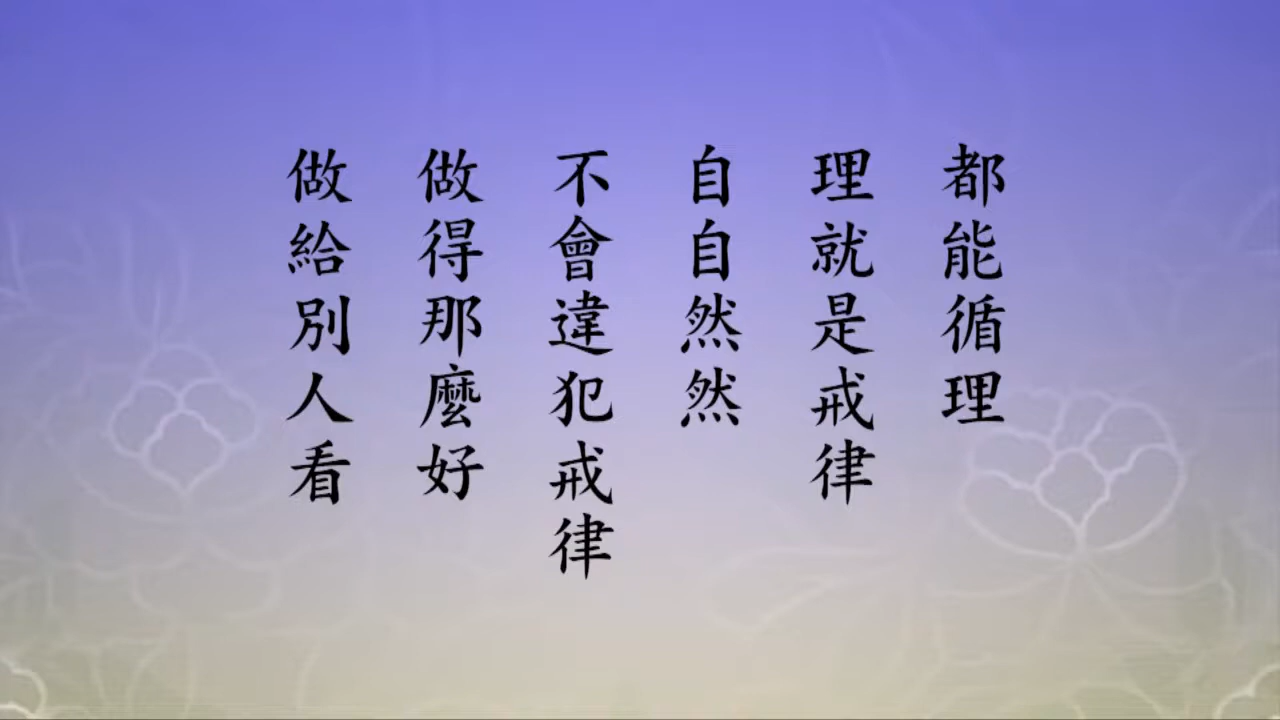 都能循理
理就是戒律
自自然然
不會違犯戒律
做得那麼好
做給別人看